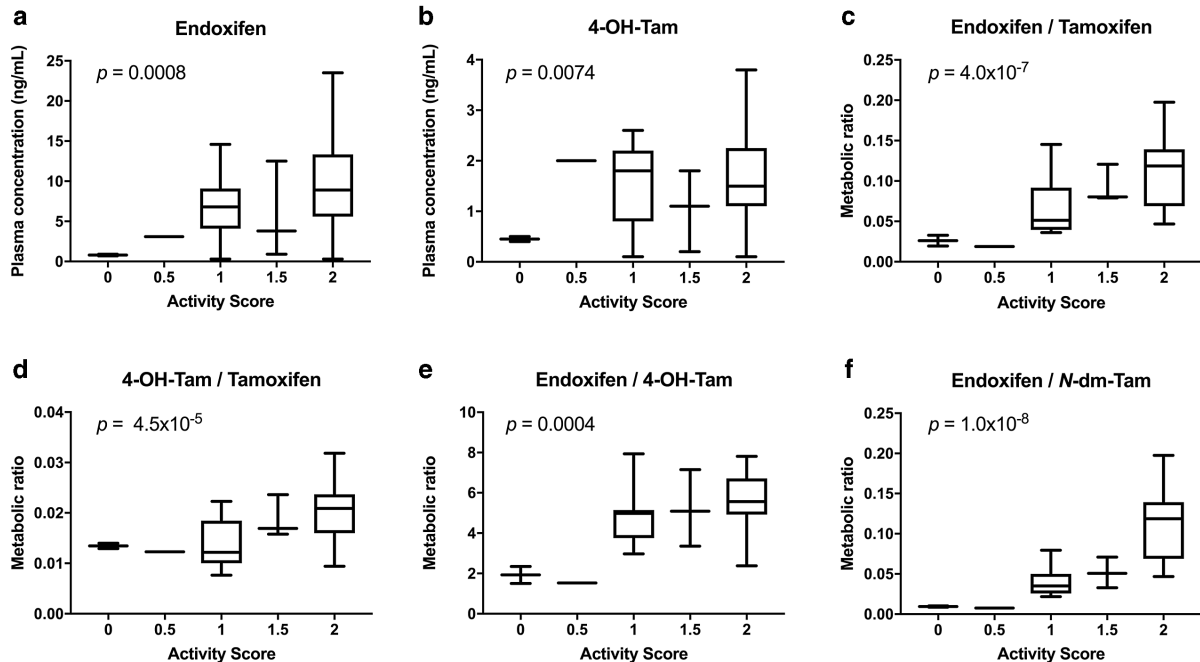 a
Endoxifen
Plasma concentration (ng/mL)
25
20
15
10
5
0
p = 0.0008
0 0.5 1 1.5 2
Activity Score
b
4-OH-Tam
Plasma concentration (ng/mL)
4
3
2
1
0
p = 0.0074
0 0.5 1 1.5 2
Activity Score
c
Endoxifen / Tamoxifen
Metabolic ratio
0.25
0.20
0.15
0.10
0.05
0.00
p = 4.0x10-7
0 0.5 1 1.5 2
Activity Score
d
4-OH-Tam / Tamoxifen
Metabolic ratio
0.04
0.03
0.02
0.01
0.00
p = 4.5x10-5
0 0.5 1 1.5 2
Activity Score
e
Endoxifen / 4-OH-Tam
Metabolic ratio
10
8
6
4
2
0
p = 0.0004
0 0.5 1 1.5 2
Activity Score
f
Endoxifen / N-dm-Tam
Metabolic ratio
0.25
0.20
0.15
0.10
0.05
0.00
p = 1.0x10-8
0 0.5 1 1.5 2
Activity Score